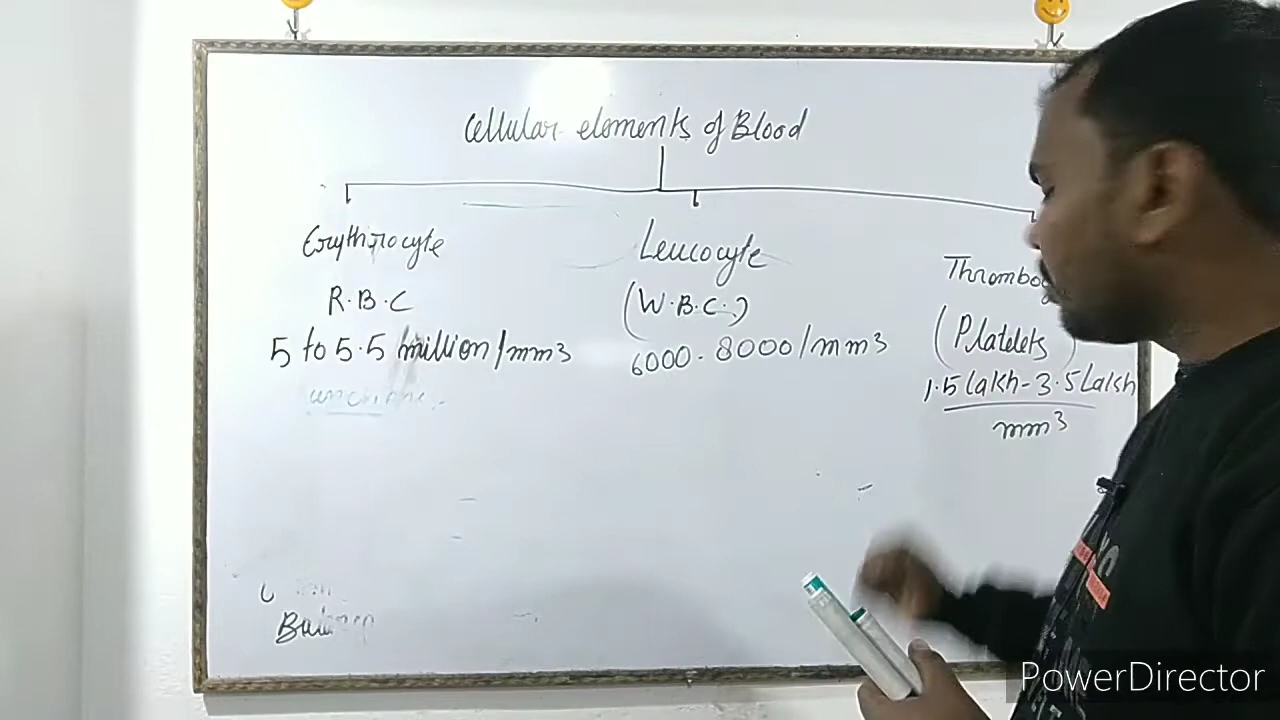 Cellular elements of Blood
Erythrocyte
R.B.C
5 to 5.5 million/mm3
Leucocyte
(W.B.C.)
6000-8000/mm3
(Platelets)
1.5 Lakh-3.5 Lakh
mm3
PowerDirector